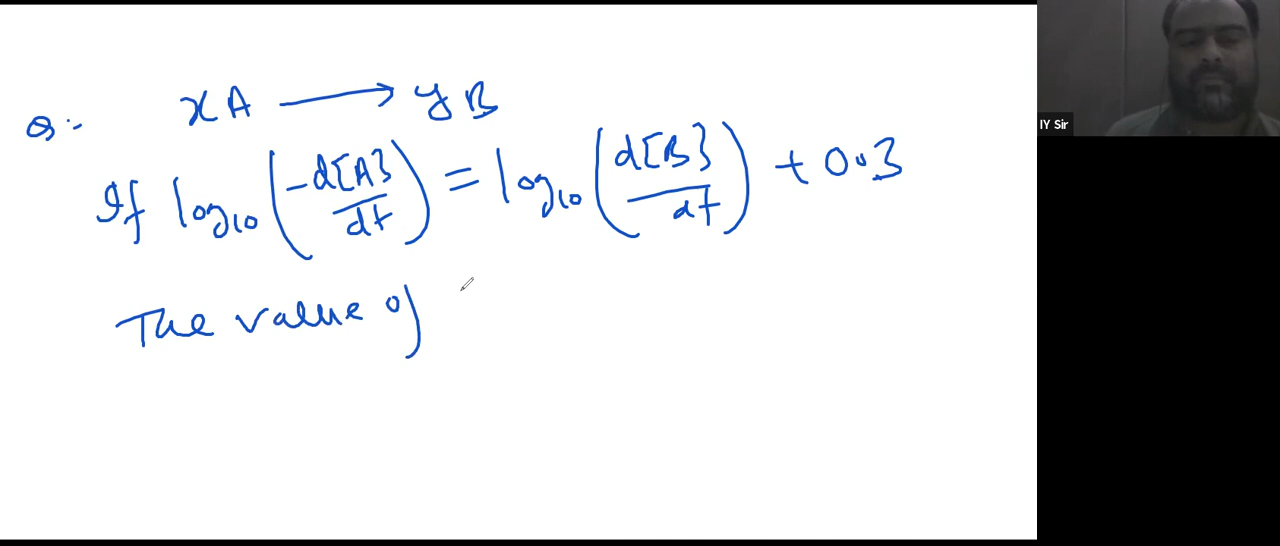 Q:- xA ⟶ yB
If log₁₀(-d[A]/dt) = log₁₀(d[B]/dt) + 0.3
The value of
IY Sir